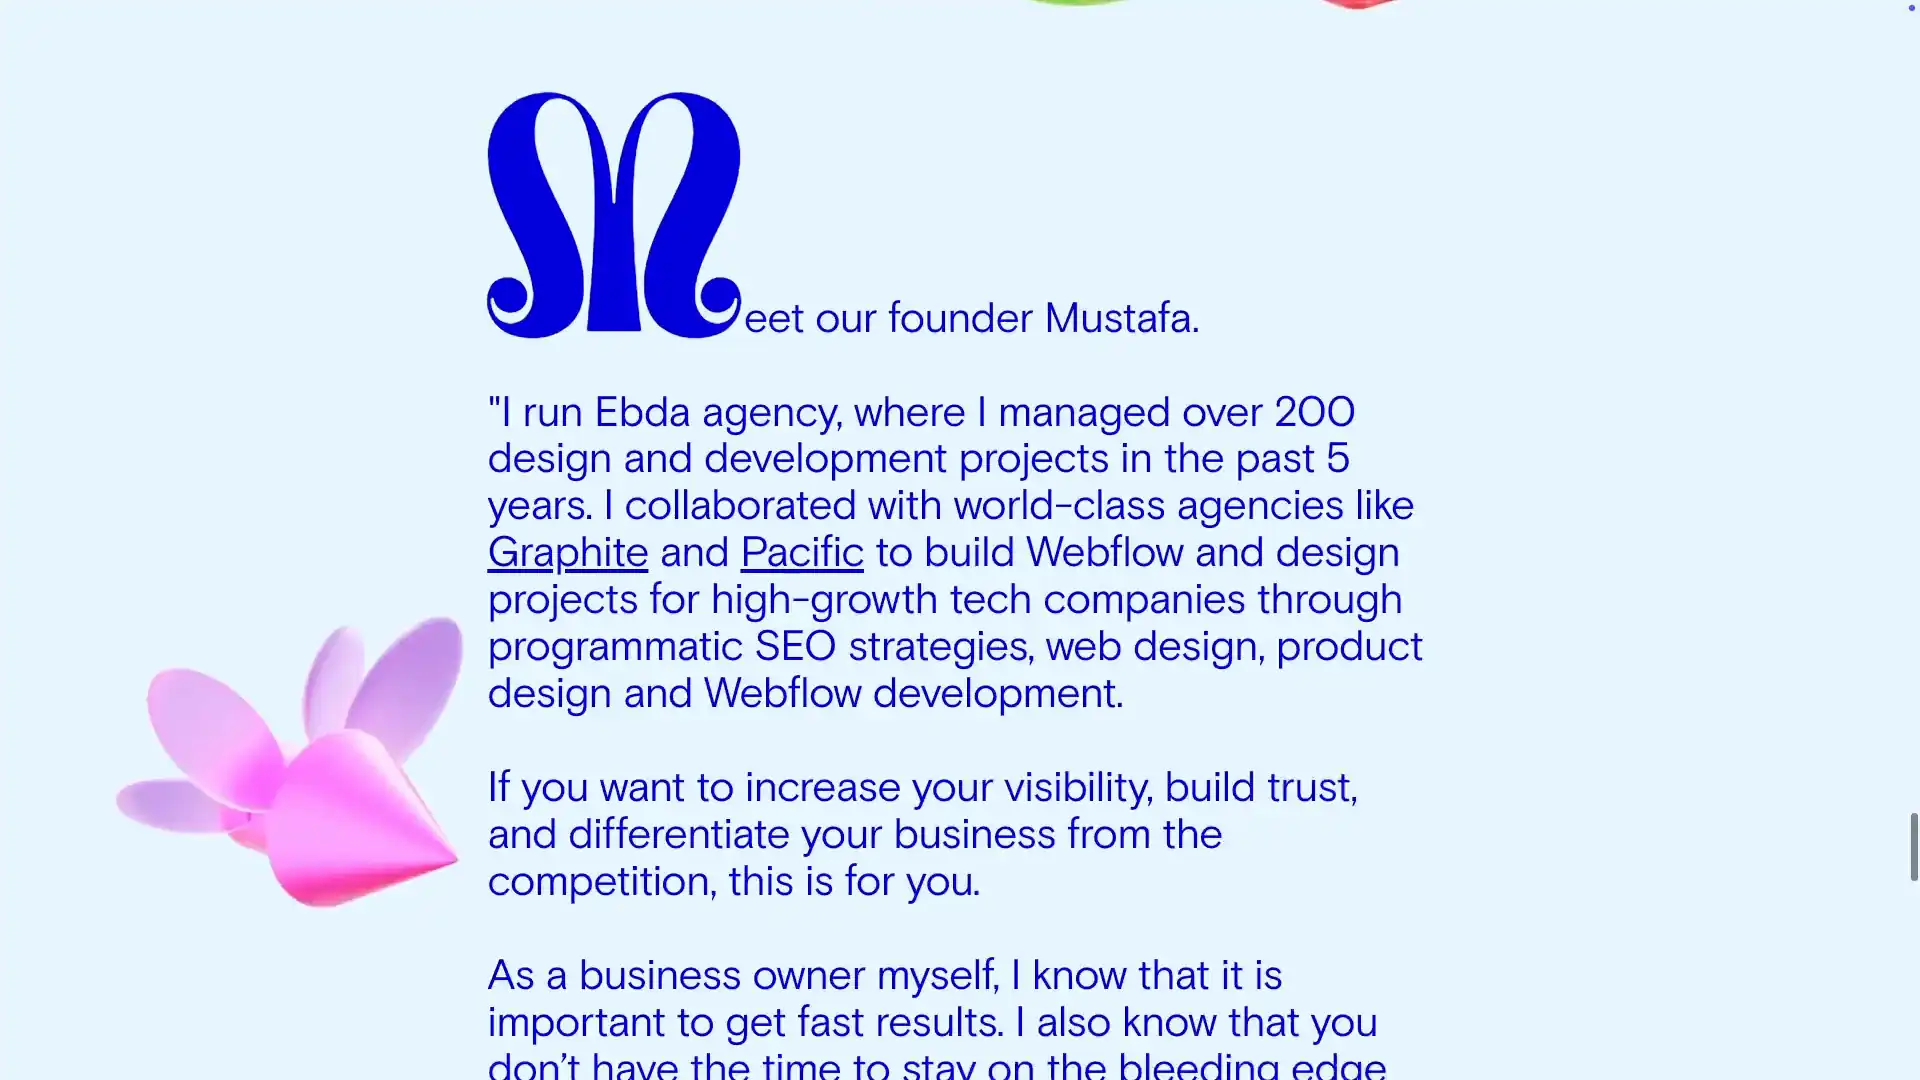 Meet our founder Mustafa.
"I run Ebda agency, where I managed over 200
design and development projects in the past 5
years. I collaborated with world-class agencies like
Graphite and Pacific to build Webflow and design
projects for high-growth tech companies through
programmatic SEO strategies, web design, product
design and Webflow development.
If you want to increase your visibility, build trust,
and differentiate your business from the
competition, this is for you.
As a business owner myself, I know that it is
important to get fast results. I also know that you
don’t have the time to stay on the bleeding edge